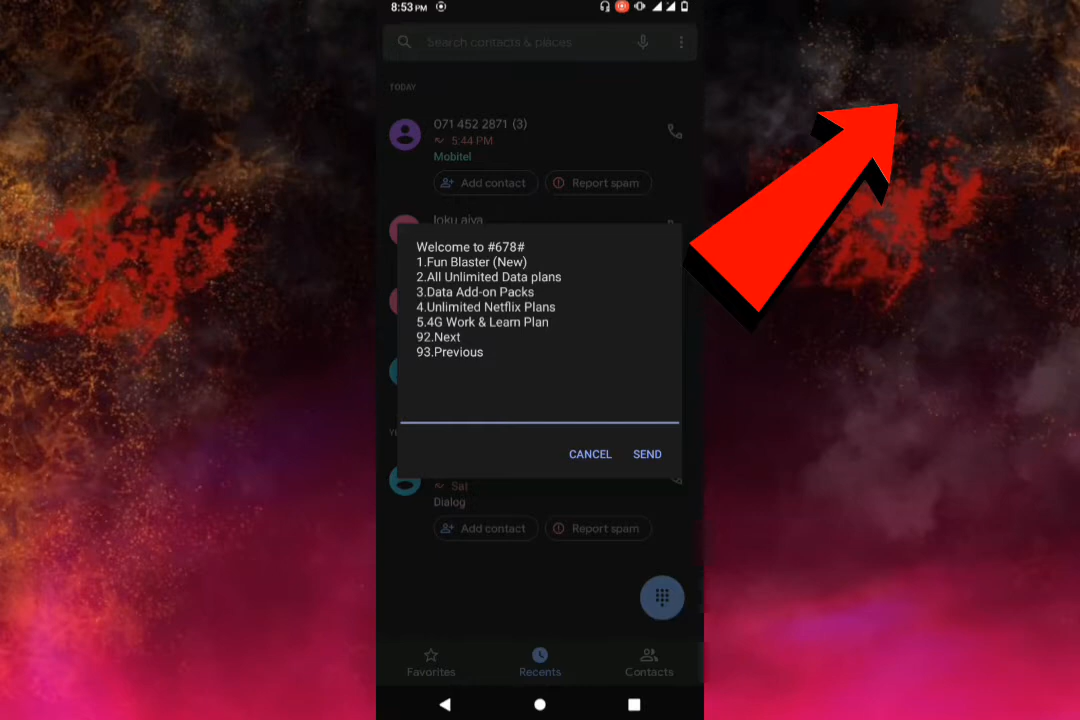 8:53 PM
Search contacts & places
TODAY
071 452 2871 (3)
5:44 PM
Mobitel
Add contact
Report spam
loku aiya
Welcome to #678#
1.Fun Blaster (New)
2.All Unlimited Data plans
3.Data Add-on Packs
4.Unlimited Netflix Plans
5.4G Work & Learn Plan
92.Next
93.Previous
CANCEL
SEND
Sat
Dialog
Add contact
Report spam
Favorites
Recents
Contacts